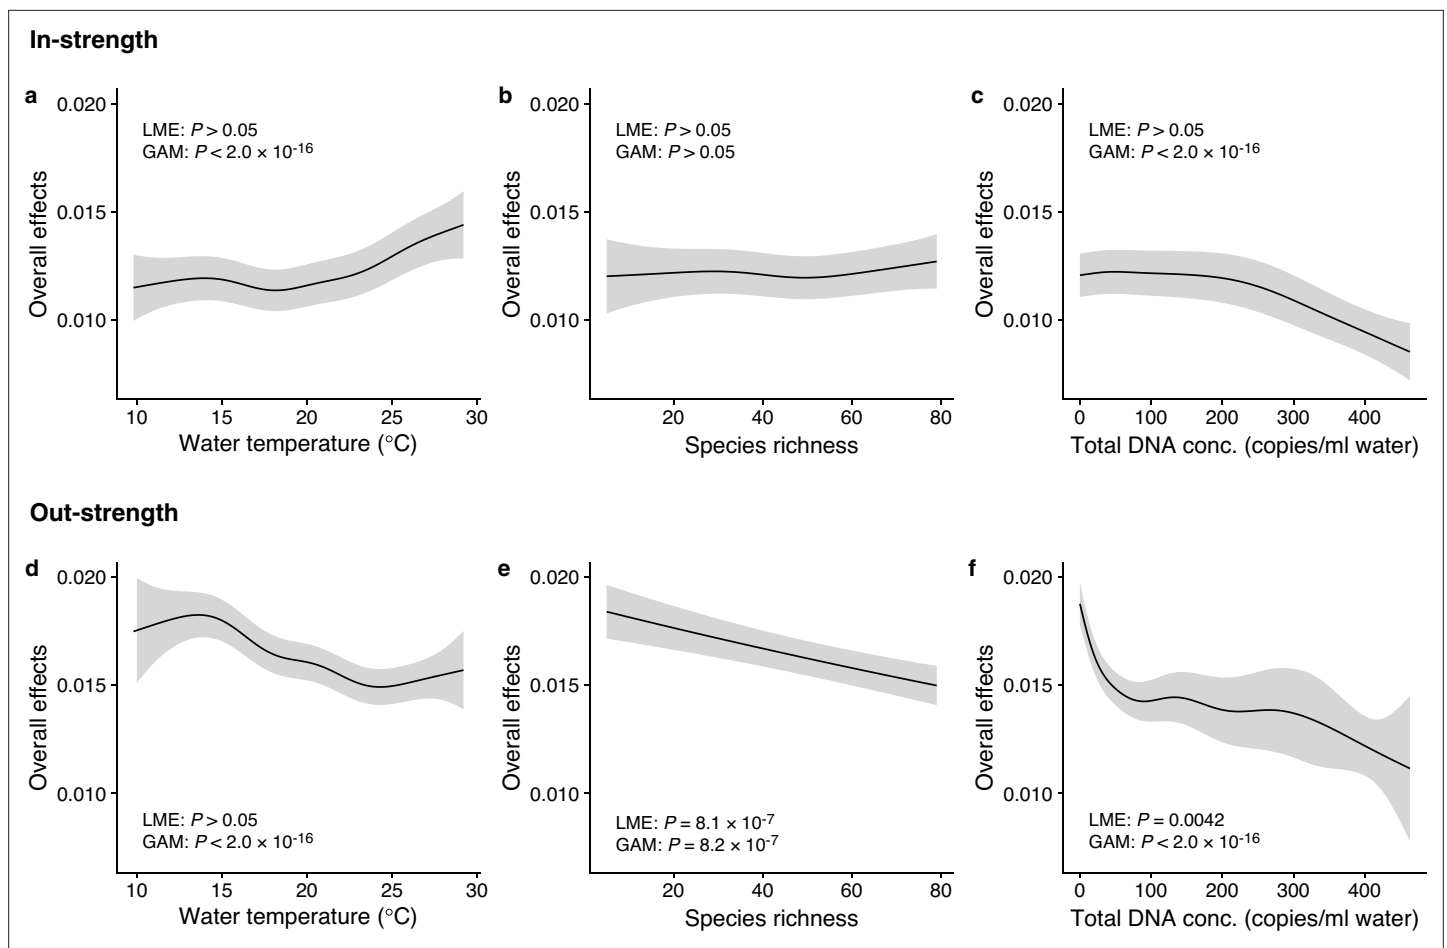 In-strength
a
0.020
0.015
0.010
Overall effects
LME: P > 0.05
GAM: P < 2.0 × 10-16
10 15 20 25 30
Water temperature (°C)
b
0.020
0.015
0.010
Overall effects
LME: P > 0.05
GAM: P > 0.05
20 40 60 80
Species richness
c
0.020
0.015
0.010
Overall effects
LME: P > 0.05
GAM: P < 2.0 × 10-16
0 100 200 300 400
Total DNA conc. (copies/ml water)
Out-strength
d
0.020
0.015
0.010
Overall effects
LME: P > 0.05
GAM: P < 2.0 × 10-16
10 15 20 25 30
Water temperature (°C)
e
0.020
0.015
0.010
Overall effects
LME: P = 8.1 × 10-7
GAM: P = 8.2 × 10-7
20 40 60 80
Species richness
f
0.020
0.015
0.010
Overall effects
LME: P = 0.0042
GAM: P < 2.0 × 10-16
0 100 200 300 400
Total DNA conc. (copies/ml water)